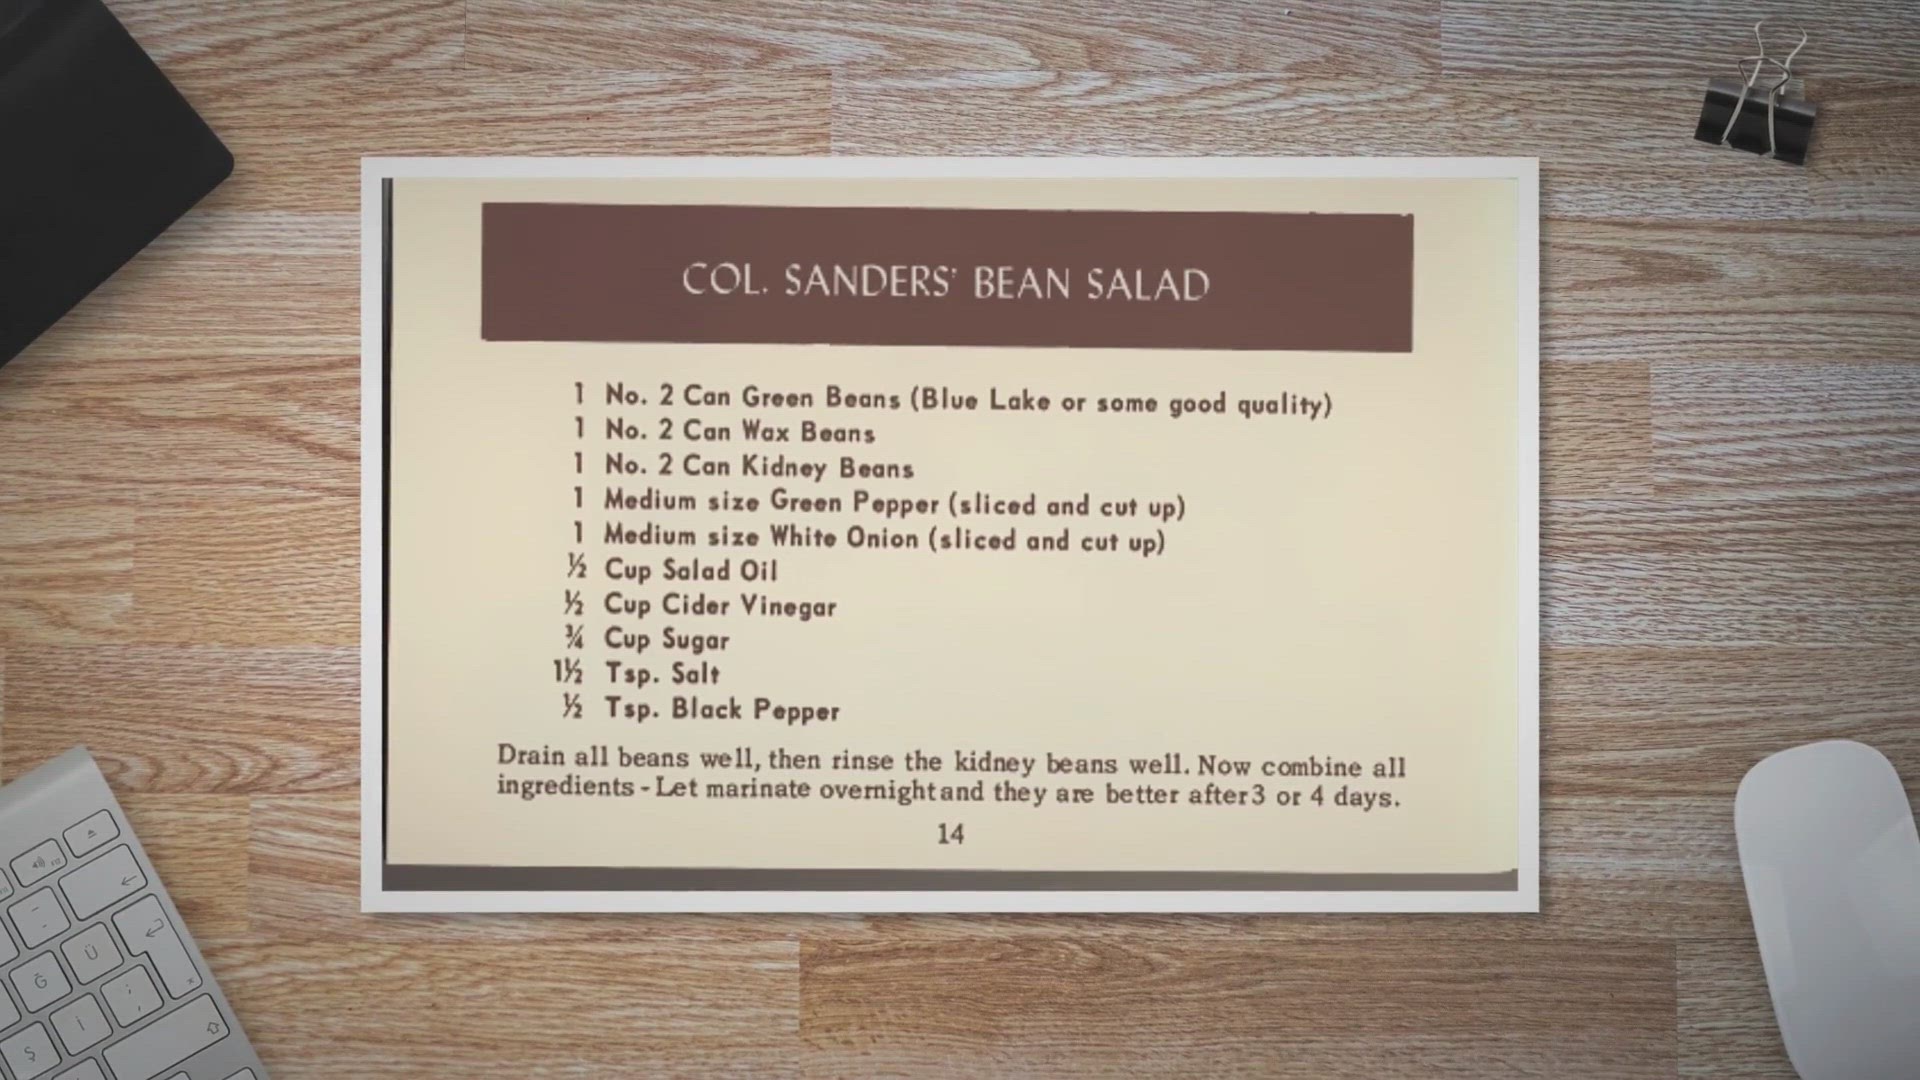 COL. SANDERS' BEAN SALAD
1 No. 2 Can Green Beans (Blue Lake or some good quality)
1 No. 2 Can Wax Beans
1 No. 2 Can Kidney Beans
1 Medium size Green Pepper (sliced and cut up)
1 Medium size White Onion (sliced and cut up)
½ Cup Salad Oil
½ Cup Cider Vinegar
¾ Cup Sugar
1½ Tsp. Salt
½ Tsp. Black Pepper
Drain all beans well, then rinse the kidney beans well. Now combine all
ingredients - Let marinate overnight and they are better after 3 or 4 days.
14
Ğ
Ü
Ş
İ
;
,